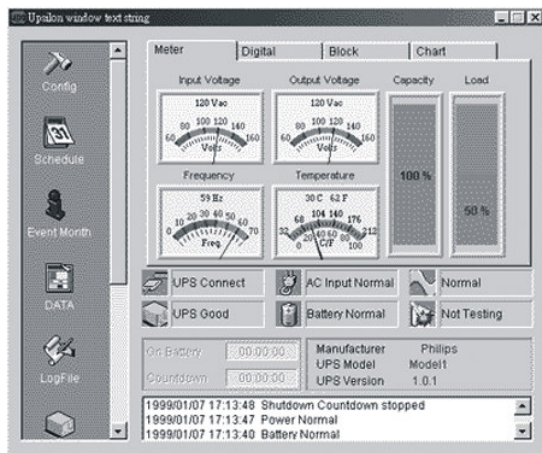 Upsilon window text string
Config
Schedule
Event Month
DATA
LogFile
Meter Digital Block Chart
Input Voltage Output Voltage Capacity Load
120 Vac
60 80 100 120 140 160
Volts
120 Vac
60 80 100 120 140 160
Volts
Frequency Temperature
59 Hz
0 10 20 30 40 50 60 70
Freq.
30 C 62 F
32 68 104 140 176 212
0 20 40 60 80 100
C/F
100 %
50 %
UPS Connect AC Input Normal Normal
UPS Good Battery Normal Not Testing
On Battery 00:00:00
Countdown 00:00:00
Manufacturer Philips
UPS Model Model1
UPS Version 1.0.1
1999/01/07 17:13:48 Shutdown Countdown stopped
1999/01/07 17:13:47 Power Normal
1999/01/07 17:13:40 Battery Normal